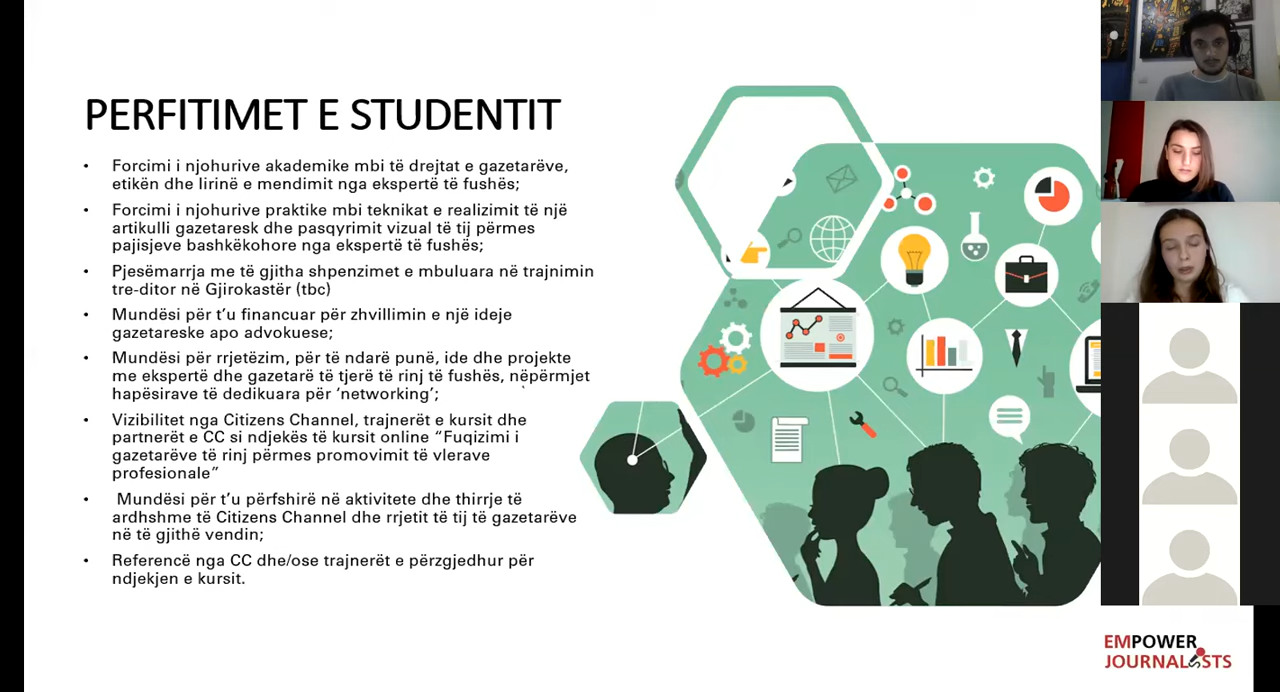 PERFITIMET E STUDENTIT
• Forcimi i njohurive akademike mbi të drejtat e gazetarëve,
etikën dhe lirinë e mendimit nga ekspertë të fushës;
• Forcimi i njohurive praktike mbi teknikat e realizimit të një
artikulli gazetaresk dhe pasqyrimit vizual të tij përmes
pajisjeve bashkëkohore nga ekspertë të fushës;
• Pjesëmarrja me të gjitha shpenzimet e mbuluara në trajnimin
tre-ditor në Gjirokastër (tbc)
• Mundësi për t’u financuar për zhvillimin e një ideje
gazetareske apo advokuese;
• Mundësi për rrjetëzim, për të ndarë punë, ide dhe projekte
me ekspertë dhe gazetarë të tjerë të rinj të fushës, nëpërmjet
hapësirave të dedikuara për ‘networking’;
• Vizibilitet nga Citizens Channel, trajnerët e kursit dhe
partnerët e CC si ndjekës të kursit online “Fuqizimi i
gazetarëve të rinj përmes promovimit të vlerave
profesionale”
• Mundësi për t’u përfshirë në aktivitete dhe thirrje të
ardhshme të Citizens Channel dhe rrjetit të tij të gazetarëve
në të gjithë vendin;
• Referencë nga CC dhe/ose trajnerët e përzgjedhur për
ndjekjen e kursit.
EMPOWER
JOURNALISTS